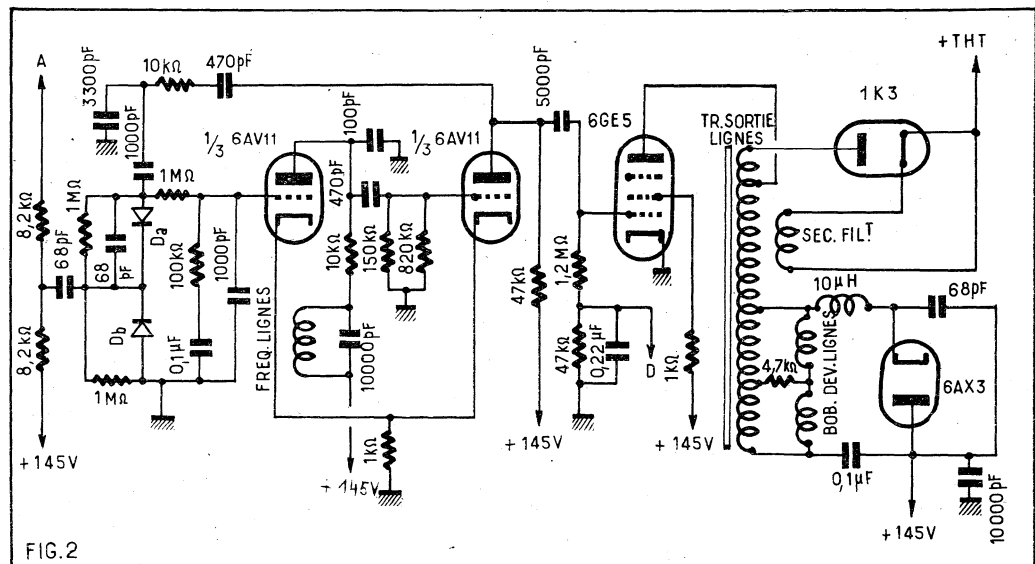 A
3300pF
10kΩ
470pF
1000pF
1MΩ
8,2kΩ
1MΩ
68pF
68 pF
Da
Db
100kΩ
1000pF
0,1µF
1MΩ
8,2kΩ
+145V
1/3 6AV11
100pF
1/3 6AV11
470pF
10kΩ
150kΩ
820kΩ
FREQ. LIGNES
1000pF
1kΩ
+145V
5000pF
6GE5
47kΩ
1,2MΩ
47kΩ
0,22µF
D
1kΩ
+145V
+145V
TR. SORTIE
LIGNES
1K3
+THT
SEC. FILT
10µH
68pF
4,7kΩ
BOB. DEV. LIGNES
6AX3
0,1µF
+145V
10000pF
FIG.2